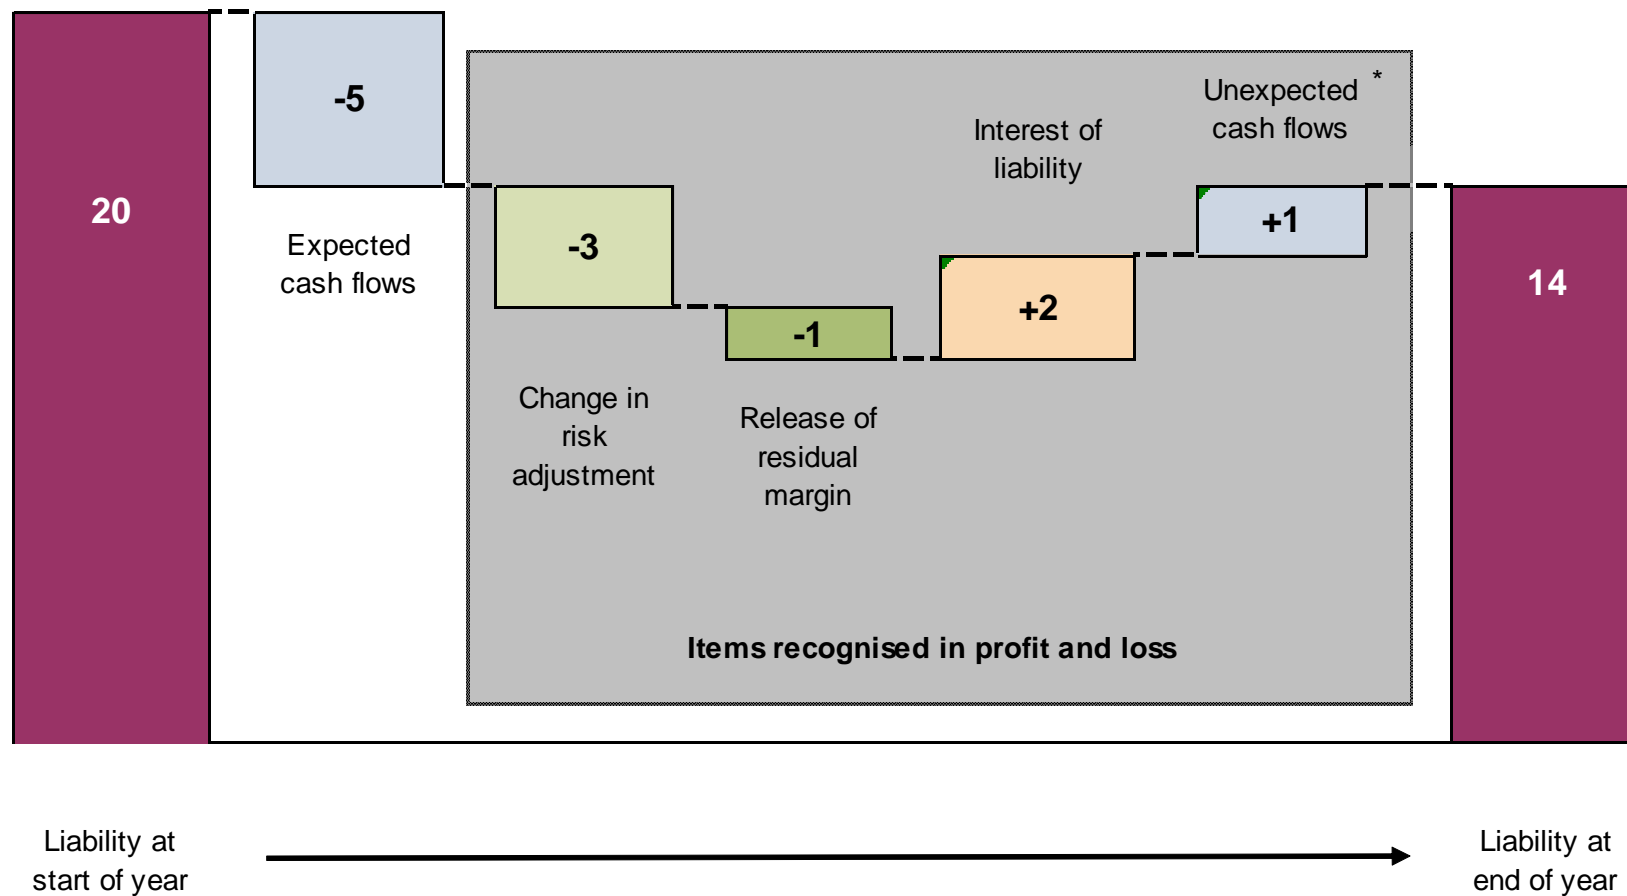 20
-5
Expected
cash flows
-3
Change in
risk
adjustment
-1
Release of
residual
margin
Interest of
liability
+2
Unexpected *
cash flows
+1
14
Items recognised in profit and loss
Liability at
start of year
Liability at
end of year